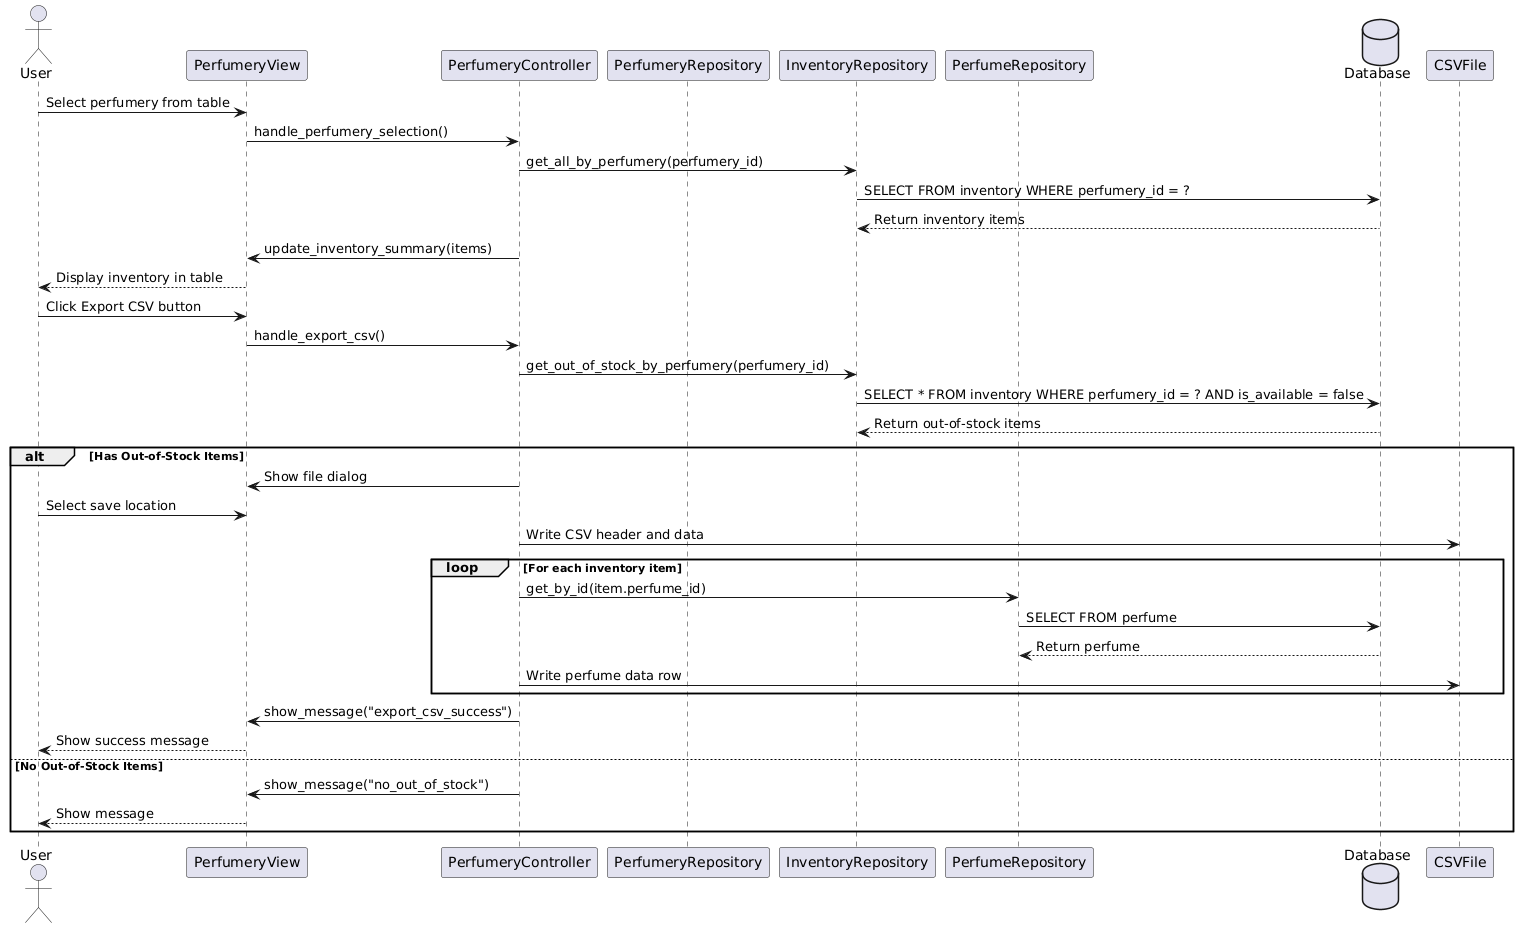 User
PerfumeryView
PerfumeryController
PerfumeryRepository
InventoryRepository
PerfumeRepository
Database
CSVFile
Select perfumery from table
handle_perfumery_selection()
get_all_by_perfumery(perfumery_id)
SELECT FROM inventory WHERE perfumery_id = ?
Return inventory items
update_inventory_summary(items)
Display inventory in table
Click Export CSV button
handle_export_csv()
get_out_of_stock_by_perfumery(perfumery_id)
SELECT * FROM inventory WHERE perfumery_id = ? AND is_available = false
Return out-of-stock items
alt [Has Out-of-Stock Items]
Show file dialog
Select save location
Write CSV header and data
loop [For each inventory item]
get_by_id(item.perfume_id)
SELECT FROM perfume
Return perfume
Write perfume data row
show_message("export_csv_success")
Show success message
[No Out-of-Stock Items]
show_message("no_out_of_stock")
Show message
User
PerfumeryView
PerfumeryController
PerfumeryRepository
InventoryRepository
PerfumeRepository
Database
CSVFile